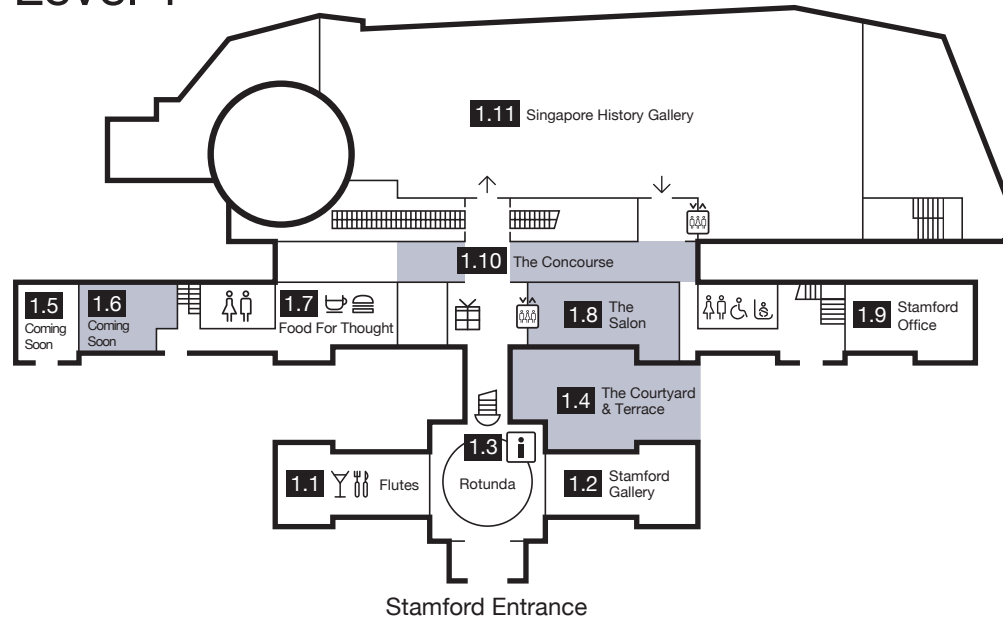 Level 1
1.11 Singapore History Gallery
1.10 The Concourse
1.5
Coming
Soon
1.6
Coming
Soon
1.7
Food For Thought
1.8 The
Salon
1.9 Stamford
Office
1.4 The Courtyard
& Terrace
1.3 i
Rotunda
1.1 Flutes
1.2 Stamford
Gallery
Stamford Entrance